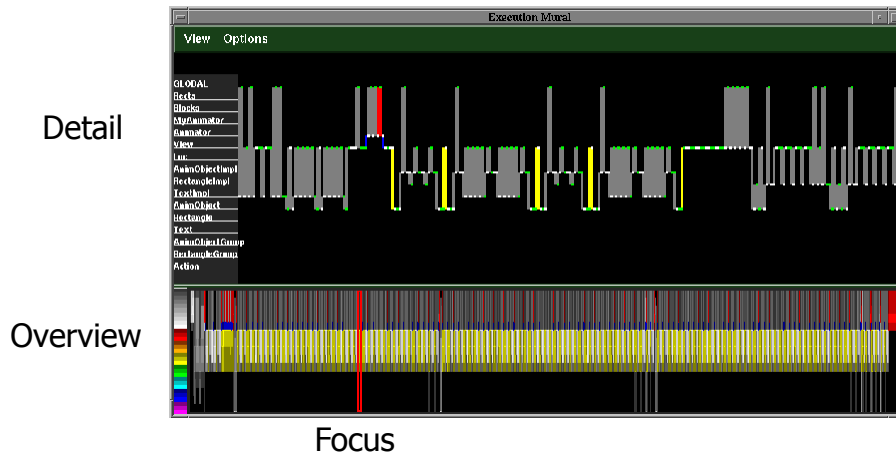 Execution Mural
View Options
Detail
GLOBAL
Rects
Blocks
MyAnimator
Animator
View
Loc
AnimObjectImpl
RectangleImpl
TextImpl
AnimObject
Rectangle
Text
AnimObjectGroup
RectangleGroup
Action
Overview
Focus